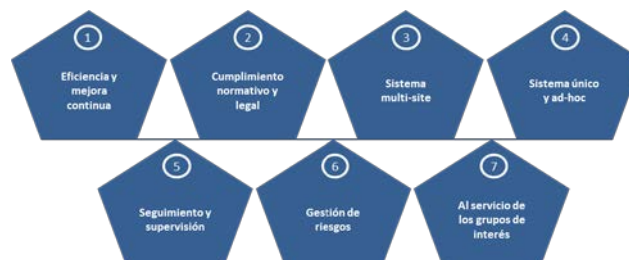 1
Eficiencia y
mejora
continua
2
Cumplimiento
normativo y
legal
3
Sistema
multi-site
4
Sistema único
y ad-hoc
5
Seguimiento y
supervisión
6
Gestión de
riesgos
7
Al servicio de
los grupos de
interés